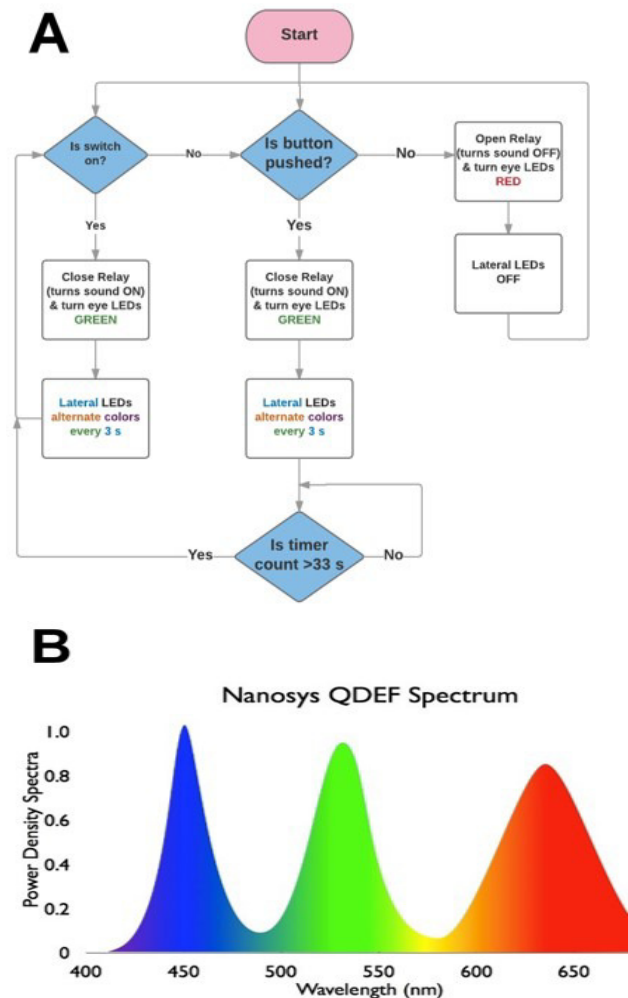 A
Start
Is switch
on?
No
Is button
pushed?
No
Open Relay
(turns sound OFF)
& turn eye LEDs
RED
Yes
Yes
Close Relay
(turns sound ON)
& turn eye LEDs
GREEN
Close Relay
(turns sound ON)
& turn eye LEDs
GREEN
Lateral LEDs
OFF
Lateral LEDs
alternate colors
every 3 s
Lateral LEDs
alternate colors
every 3 s
Yes
Is timer
count >33 s
No
B
Nanosys QDEF Spectrum
Power Density Spectra
1.0
0.8
0.6
0.4
0.2
0
400 450 500 550 600 650
Wavelength (nm)